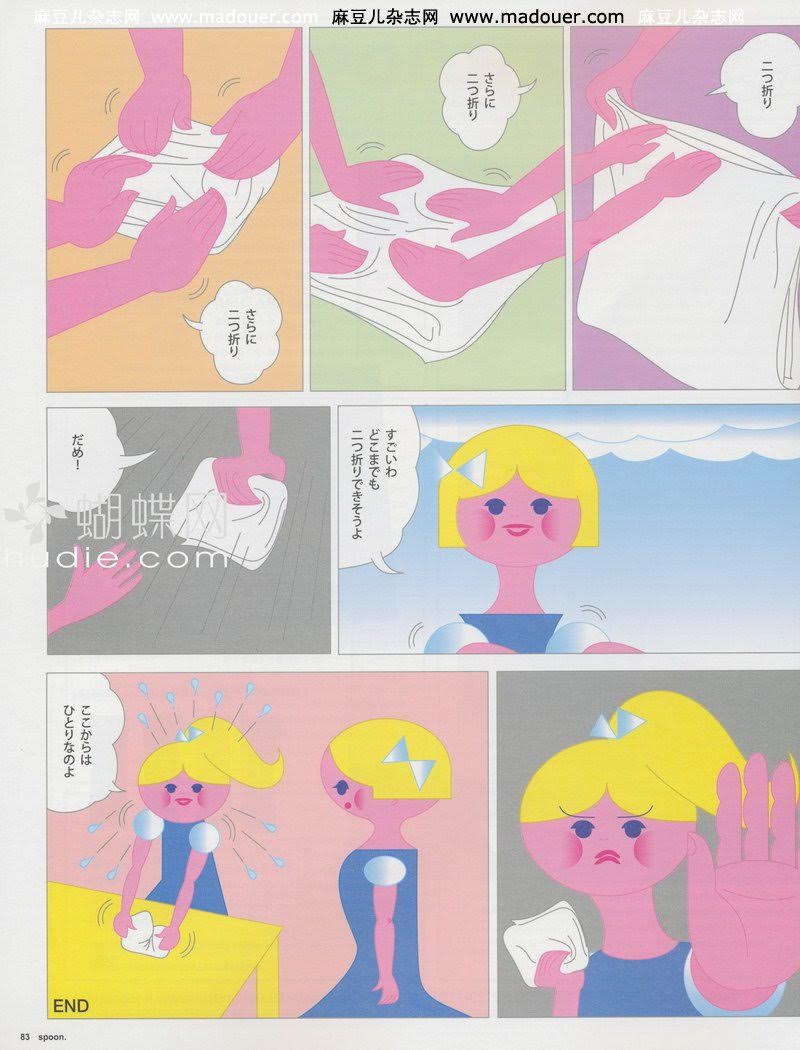 麻豆儿杂志网 www.madouer.com 麻豆儿杂志网 www.madouer.com 麻豆儿杂志网 www.madouer.com
二つ折り
さらに
二つ折り
さらに
二つ折り
すごいわ
どこまでも
二つ折りできそうよ
だめ！
蝴蝶网
hudie.com
ここからは
ひとりなのよ
END
83 spoon.